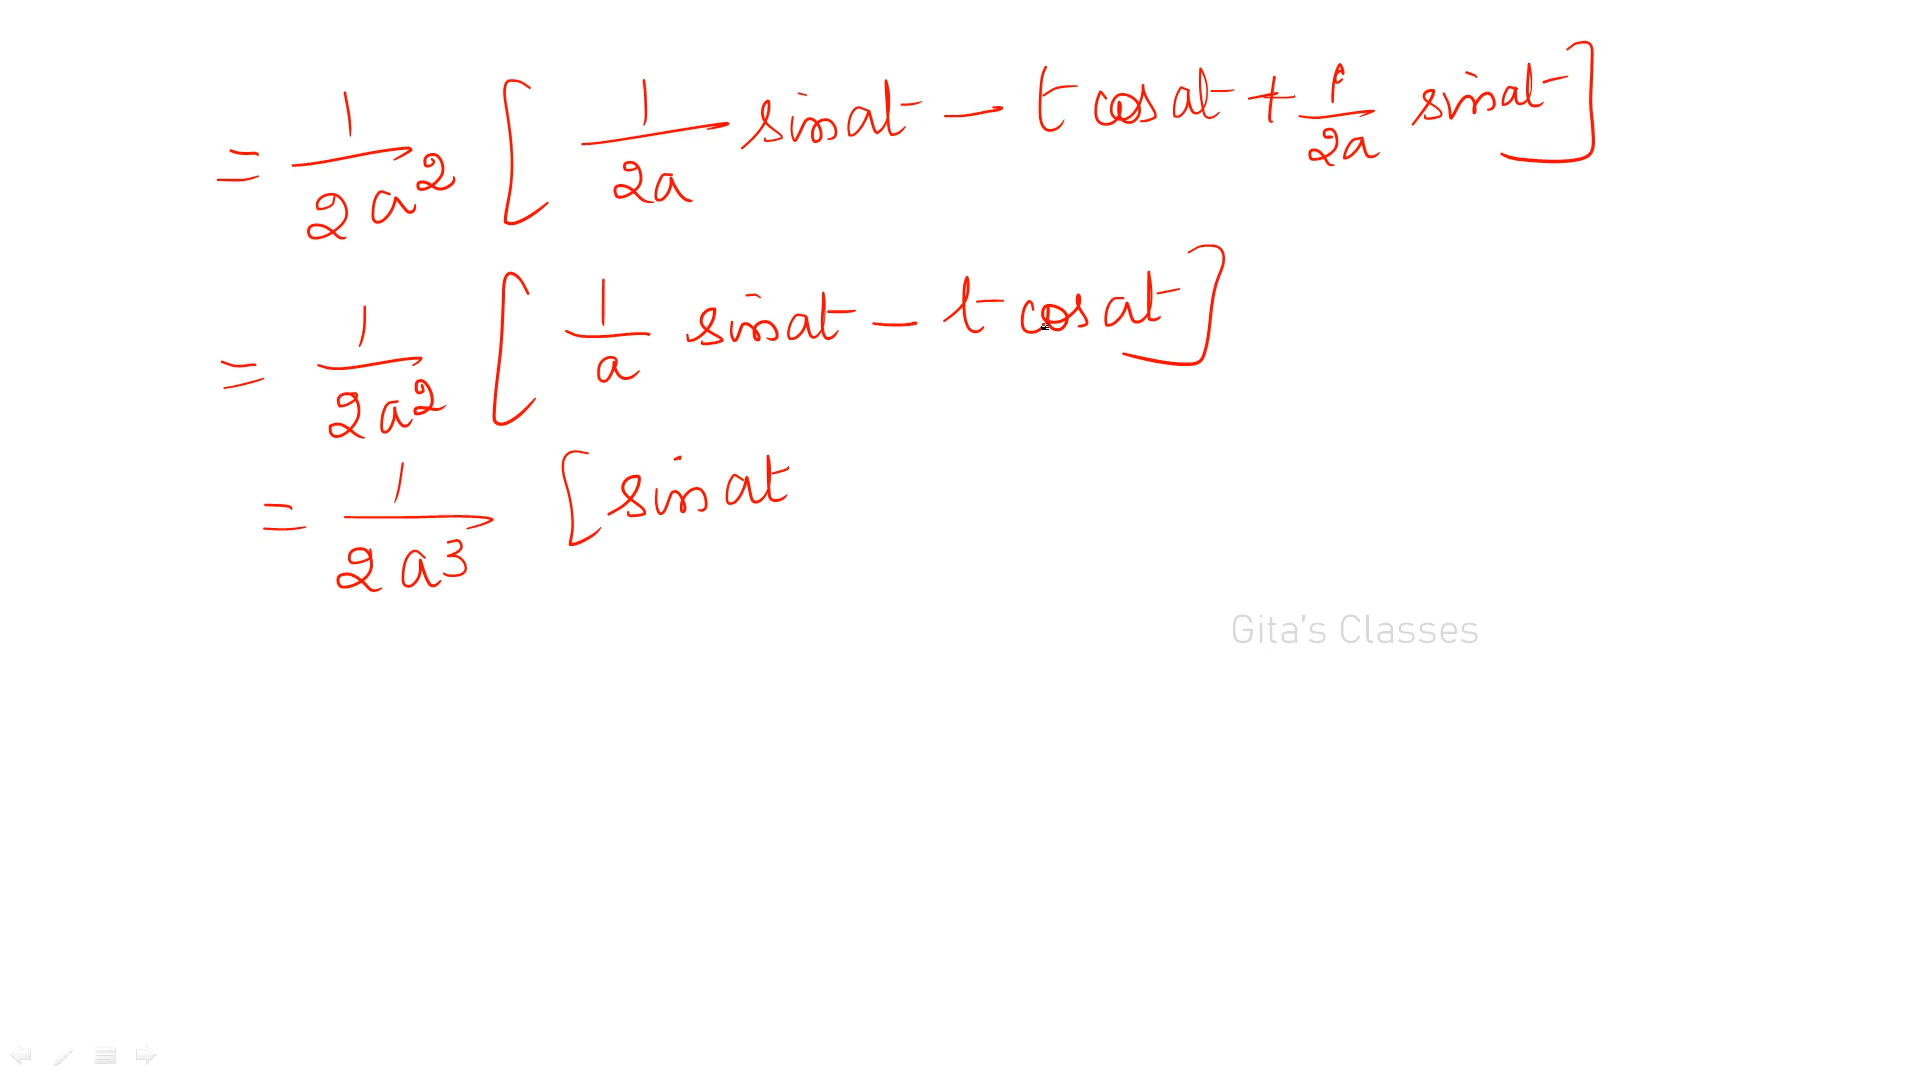 = 1/2a² [ 1/2a sin at − t cos at + 1/2a sin at ]
= 1/2a² [ 1/a sin at − t cos at ]
= 1/2a³ [ sin at
Gita's Classes